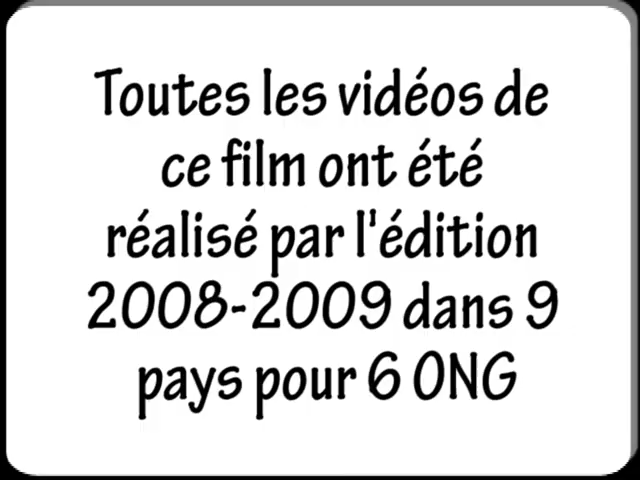 Toutes les vidéos de
ce film ont été
réalisé par l'édition
2008-2009 dans 9
pays pour 6 ONG